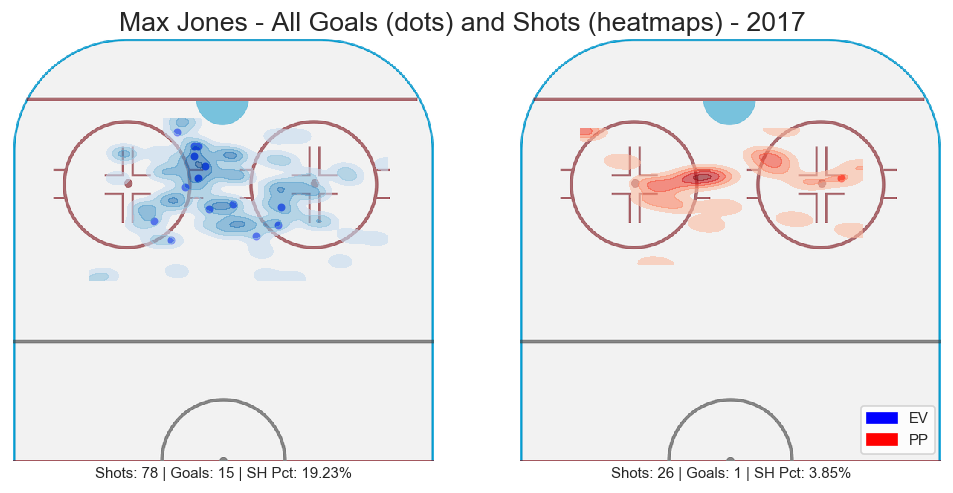 Max Jones - All Goals (dots) and Shots (heatmaps) - 2017
EV
PP
Shots: 78 | Goals: 15 | SH Pct: 19.23%
Shots: 26 | Goals: 1 | SH Pct: 3.85%